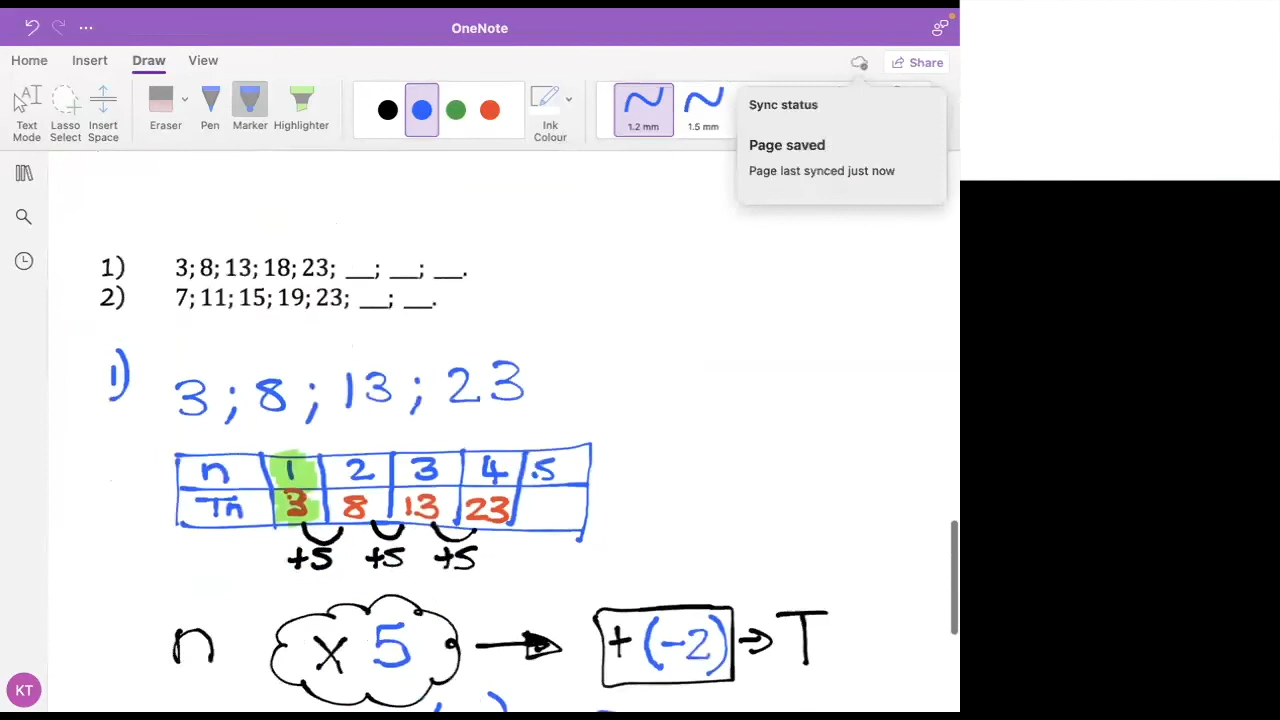 OneNote
Home Insert Draw View
Share
Text Mode
Lasso Select
Insert Space
Eraser
Pen
Marker
Highlighter
Ink Colour
1.2 mm
1.5 mm
Sync status
Page saved
Page last synced just now
1) 3; 8; 13; 18; 23; __; __; __.
2) 7; 11; 15; 19; 23; __; __.
1) 3 ; 8 ; 13 ; 23
n 1 2 3 4 .5
Tn 3 8 13 23
+5 +5 +5
n × 5 → + (-2) → T
KT